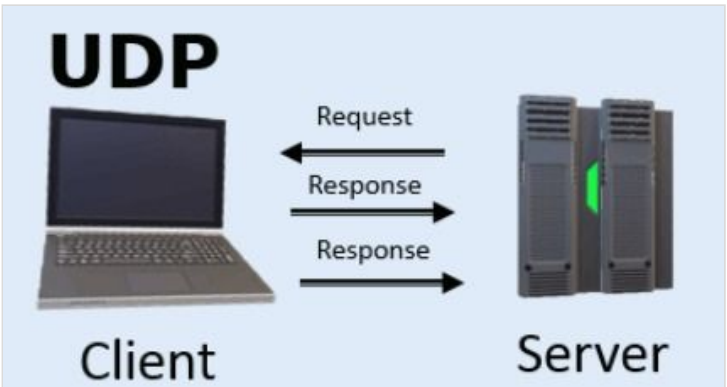 UDP
Request
Response
Response
Client
Server